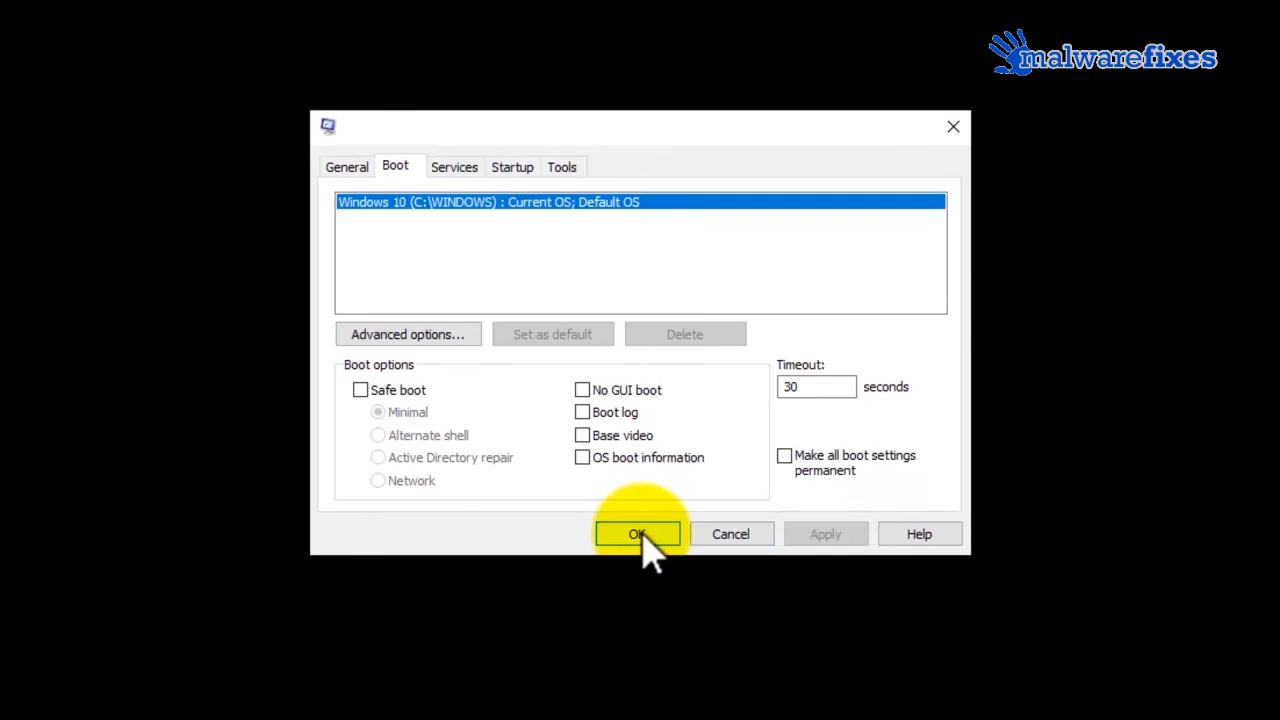 malwarefixes
General Boot Services Startup Tools
Windows 10 (C:\WINDOWS) : Current OS; Default OS
Advanced options... Set as default Delete
Boot options
Safe boot
Minimal
Alternate shell
Active Directory repair
Network
No GUI boot
Boot log
Base video
OS boot information
Timeout:
30 seconds
Make all boot settings
permanent
OK Cancel Apply Help